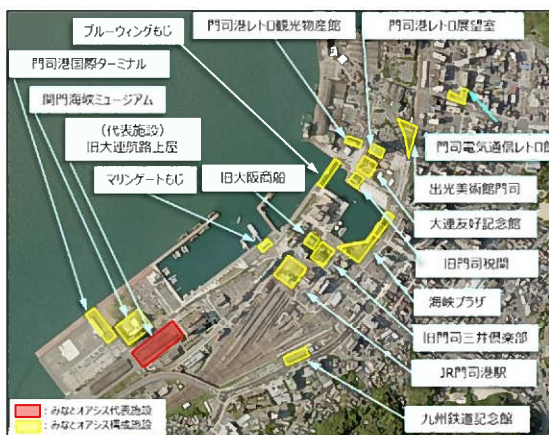 ブルーウィングもじ
門司港レトロ観光物産館
門司港レトロ展望室
門司港国際ターミナル
関門海峡ミュージアム
(代表施設)
旧大連航路上屋
マリンゲートもじ
旧大阪商船
門司電気通信レトロ館
出光美術館門司
大連友好記念館
旧門司税関
海峡プラザ
旧門司三井倶楽部
JR門司港駅
九州鉄道記念館
:みなとオアシス代表施設
:みなとオアシス構成施設